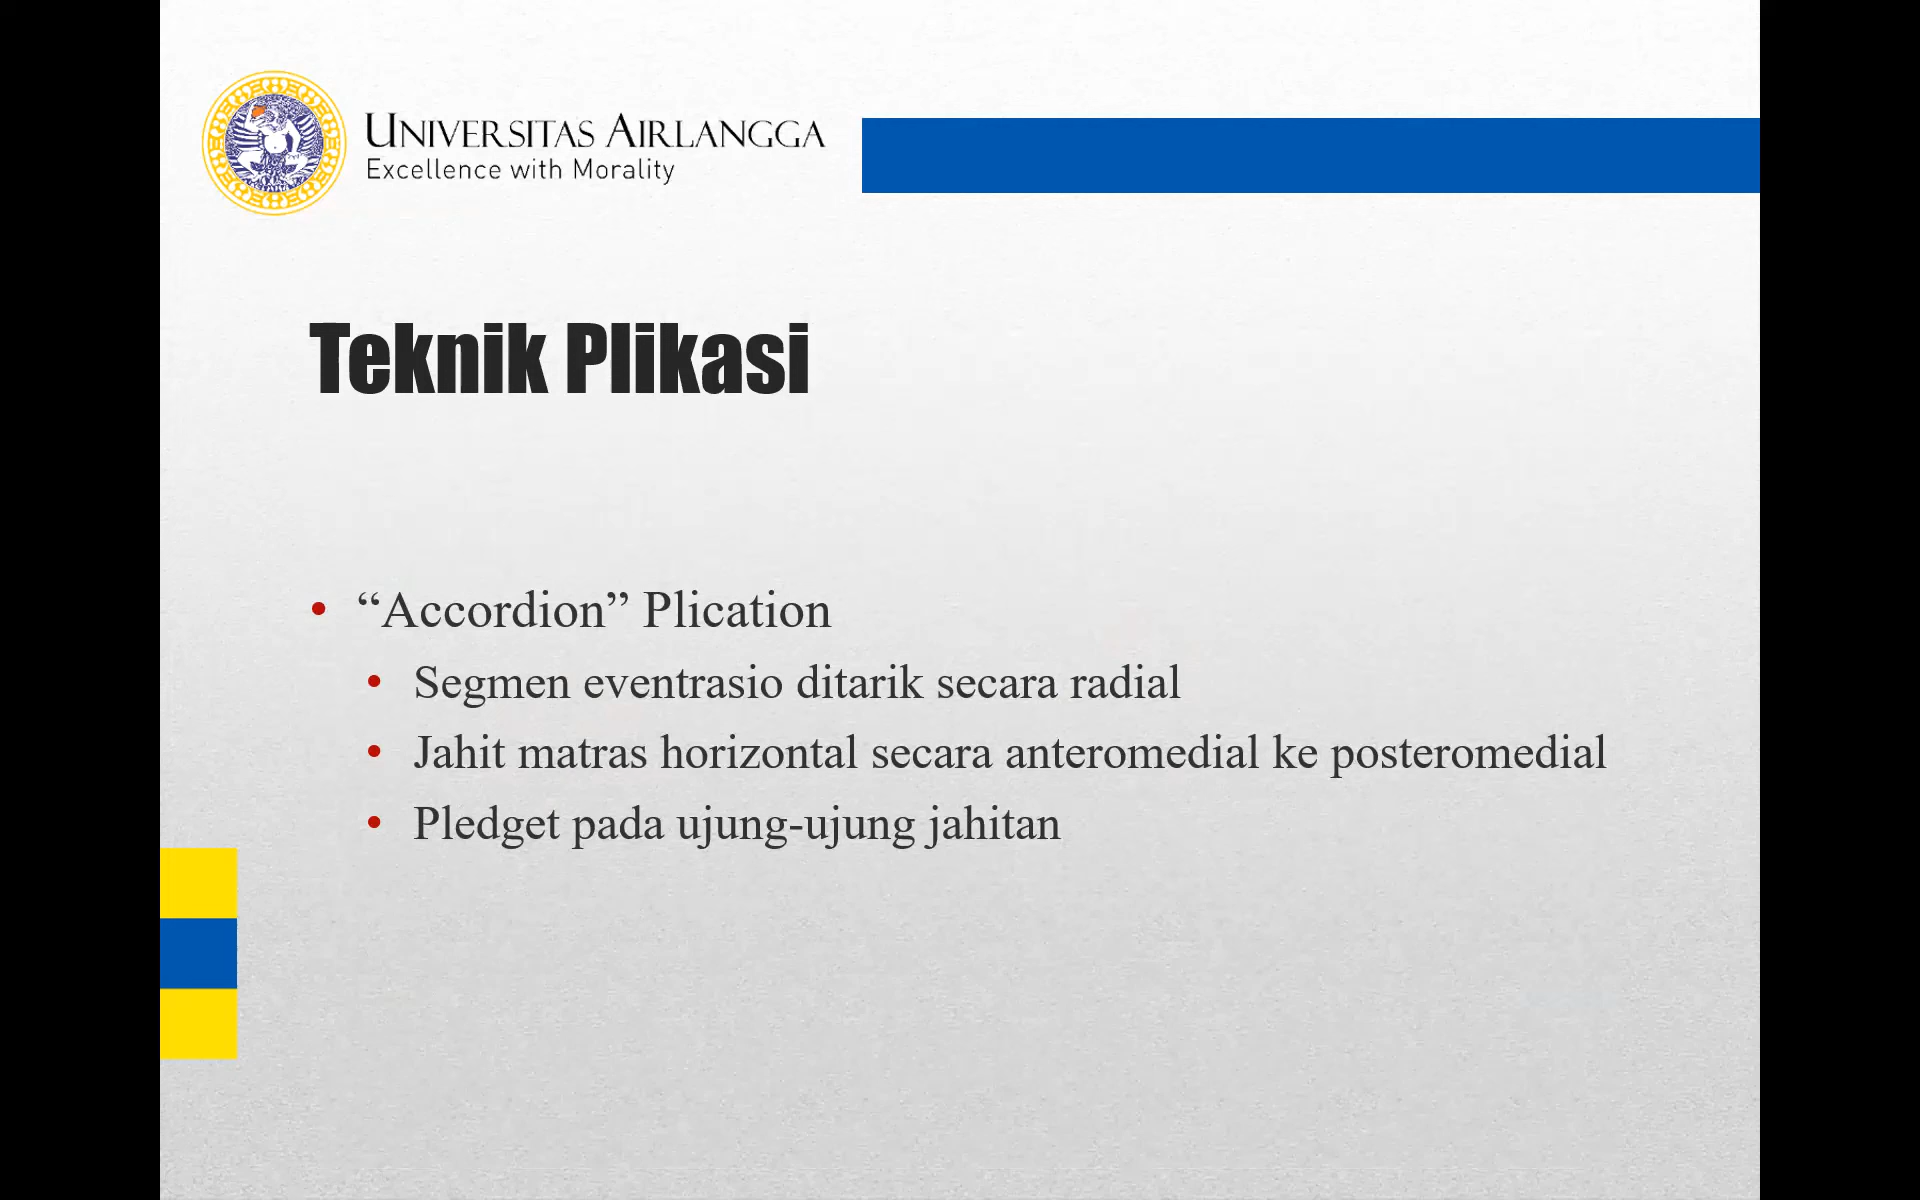 UNIVERSITAS AIRLANGGA
Excellence with Morality
Teknik Plikasi
• “Accordion” Plication
• Segmen eventrasio ditarik secara radial
• Jahit matras horizontal secara anteromedial ke posteromedial
• Pledget pada ujung-ujung jahitan